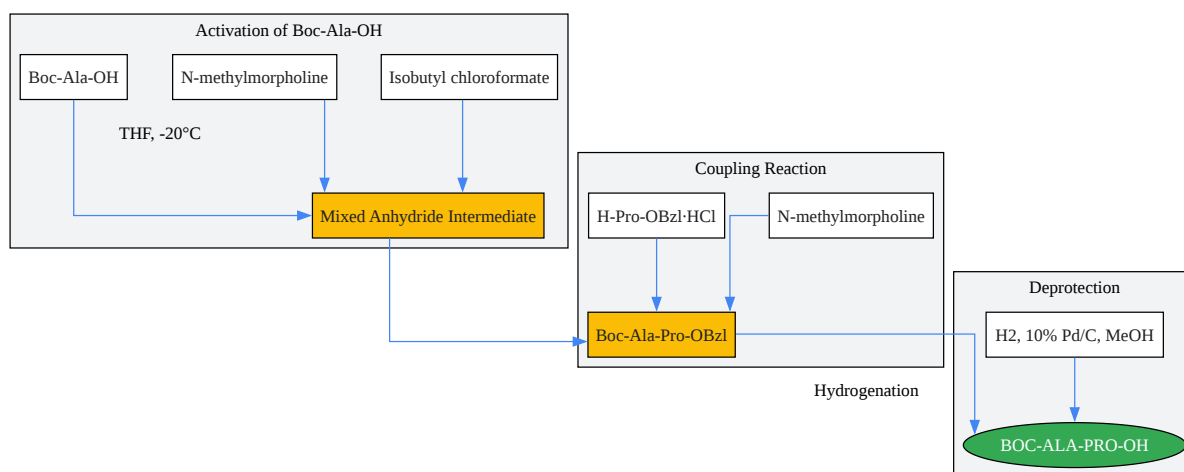 Activation of Boc-Ala-OH
Boc-Ala-OH
N-methylmorpholine
Isobutyl chloroformate
THF, -20°C
Mixed Anhydride Intermediate
Coupling Reaction
H-Pro-OBzl·HCl
N-methylmorpholine
Boc-Ala-Pro-OBzl
Hydrogenation
Deprotection
H2, 10% Pd/C, MeOH
BOC-ALA-PRO-OH